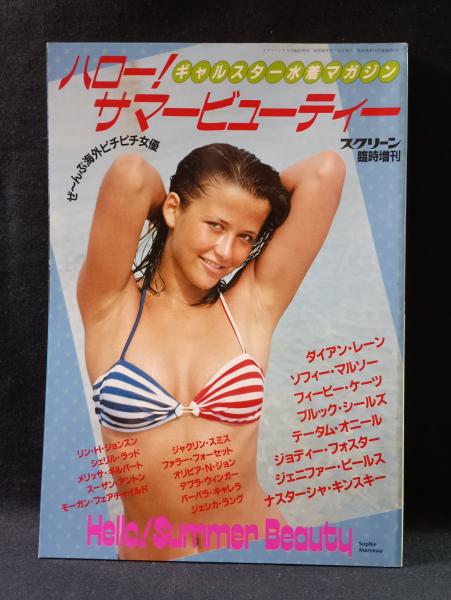 ハロー!
ギャルスター水着マガジン
サマービューティー
スクリーン
臨時増刊
ぜ〜んぶ海外ピチピチ女優
ダイアン・レーン
ソフィー・マルソー
フィービー・ケーツ
ブルック・シールズ
テータム・オニール
ジョディー・フォスター
ジェニファー・ビールス
ナスターシャ・キンスキー
ジャクリン・スミス
ファラー・フォーセット
オリビア・N・ジョン
デブラ・ウィンガー
バーバラ・キャレラ
ジェシカ・ラング
リン・H・ジョンスン
シェリル・ラッド
メリッサ・ギルバート
スーザン・アントン
モーガン・フェアチャイルド
Hello! Summer Beauty
Sophie
Marceau